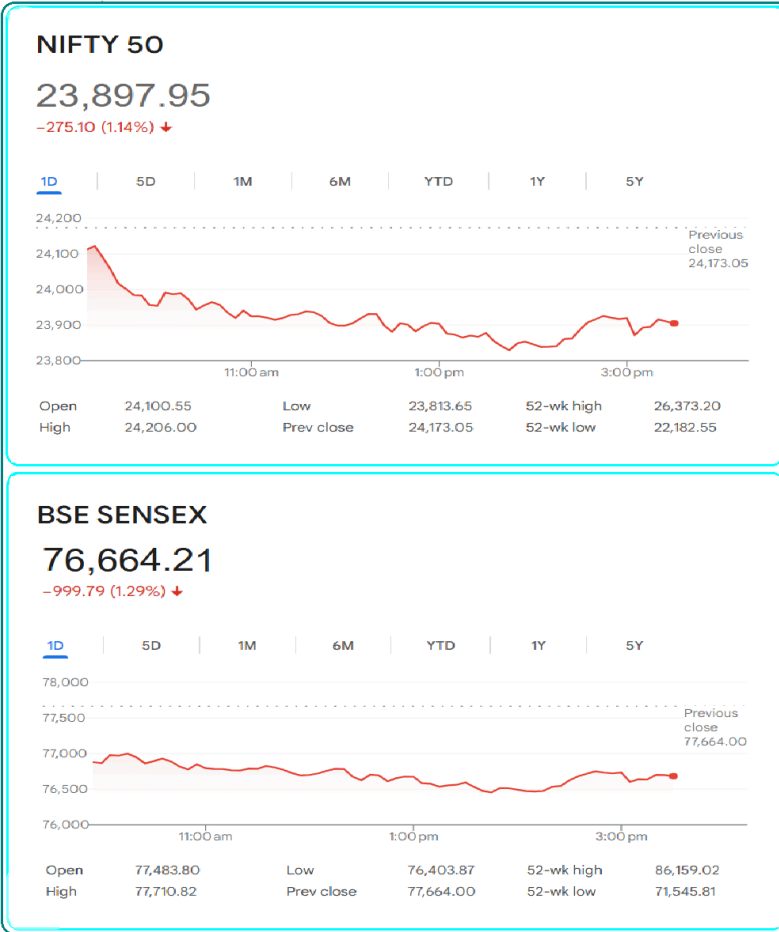 NIFTY 50
23,897.95
-275.10 (1.14%) ↓
1D 5D 1M 6M YTD 1Y 5Y
24,200
Previous
close
24,173.05
24,100
24,000
23,900
23,800
11:00 am 1:00 pm 3:00 pm
Open 24,100.55 Low 23,813.65 52-wk high 26,373.20
High 24,206.00 Prev close 24,173.05 52-wk low 22,182.55
BSE SENSEX
76,664.21
-999.79 (1.29%) ↓
1D 5D 1M 6M YTD 1Y 5Y
78,000
77,500
Previous
close
77,664.00
77,000
76,500
76,000
11:00 am 1:00 pm 3:00 pm
Open 77,483.80 Low 76,403.87 52-wk high 86,159.02
High 77,710.82 Prev close 77,664.00 52-wk low 71,545.81